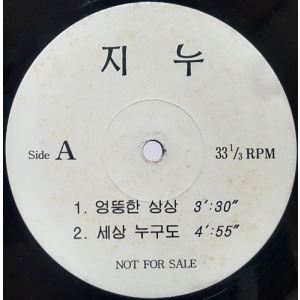 지누
Side A 33 1/3 RPM
1. 엉뚱한 상상 3':30"
2. 세상 누구도 4':55"
NOT FOR SALE